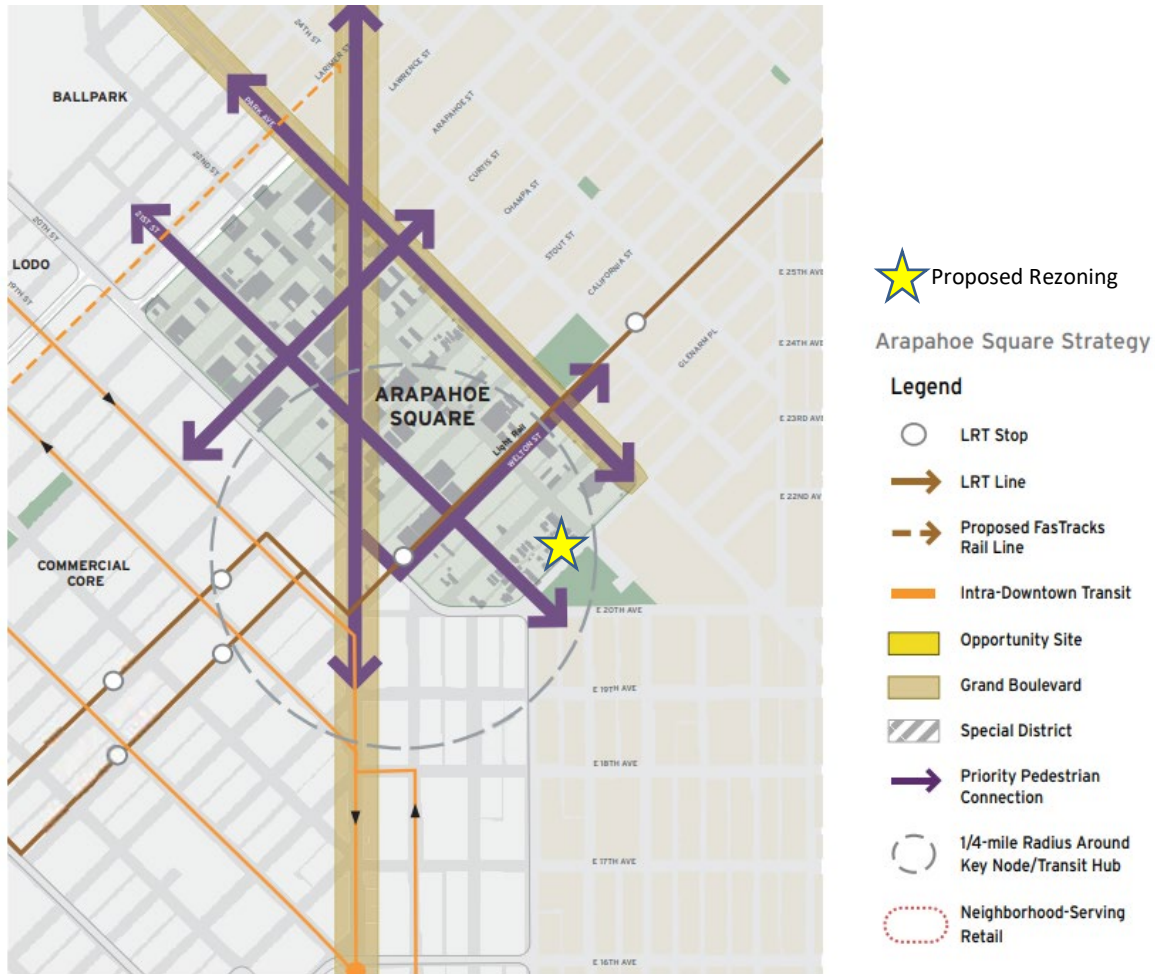 24TH ST
LARIMER ST
LAWRENCE ST
BALLPARK
PARK AVE
ARAPAHOE ST
22ND ST
CURTIS ST
CHAMPA ST
21ST ST
20TH ST
STOUT ST
LODO
19TH ST
CALIFORNIA ST
E 25TH AVE
GLENARM PL
E 24TH AVE
ARAPAHOE
SQUARE
Light Rail
WELTON ST
E 23RD AVE
E 22ND AV
COMMERCIAL
CORE
E 20TH AVE
E 19TH AVE
E 18TH AVE
E 17TH AVE
E 16TH AVE
Proposed Rezoning
Arapahoe Square Strategy
Legend
LRT Stop
LRT Line
Proposed FasTracks
Rail Line
Intra-Downtown Transit
Opportunity Site
Grand Boulevard
Special District
Priority Pedestrian
Connection
1/4-mile Radius Around
Key Node/Transit Hub
Neighborhood-Serving
Retail